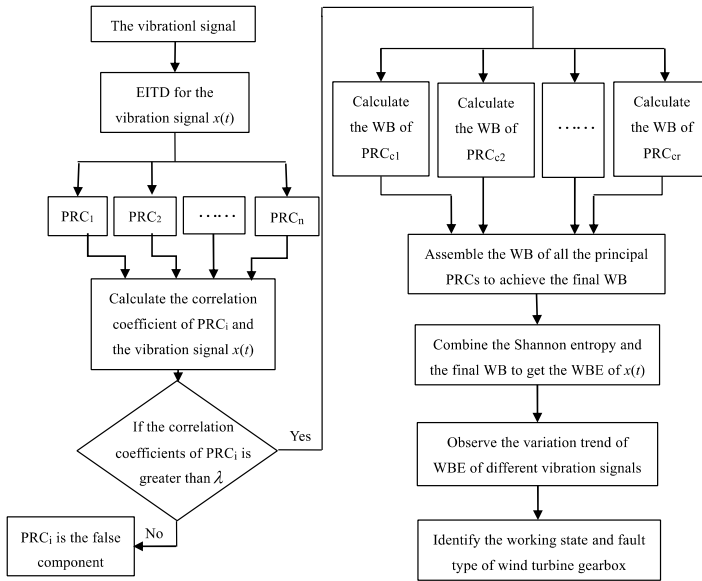 The vibrationl signal
EITD for the
vibration signal x(t)
PRC1
PRC2
……
PRCn
Calculate the correlation
coefficient of PRCi and
the vibration signal x(t)
If the correlation
coefficients of PRCi is
greater than λ
Yes
No
PRCi is the false
component
Calculate
the WB of
PRCc1
Calculate
the WB of
PRCc2
……
Calculate
the WB of
PRCcr
Assemble the WB of all the principal
PRCs to achieve the final WB
Combine the Shannon entropy and
the final WB to get the WBE of x(t)
Observe the variation trend of
WBE of different vibration signals
Identify the working state and fault
type of wind turbine gearbox